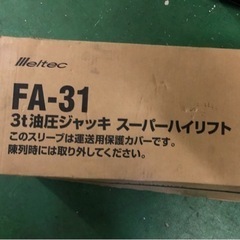 Meltec
FA-31
3t油圧ジャッキ スーパーハイリフト
このスリーブは運送用保護カバーです。
陳列時には取り外してください。